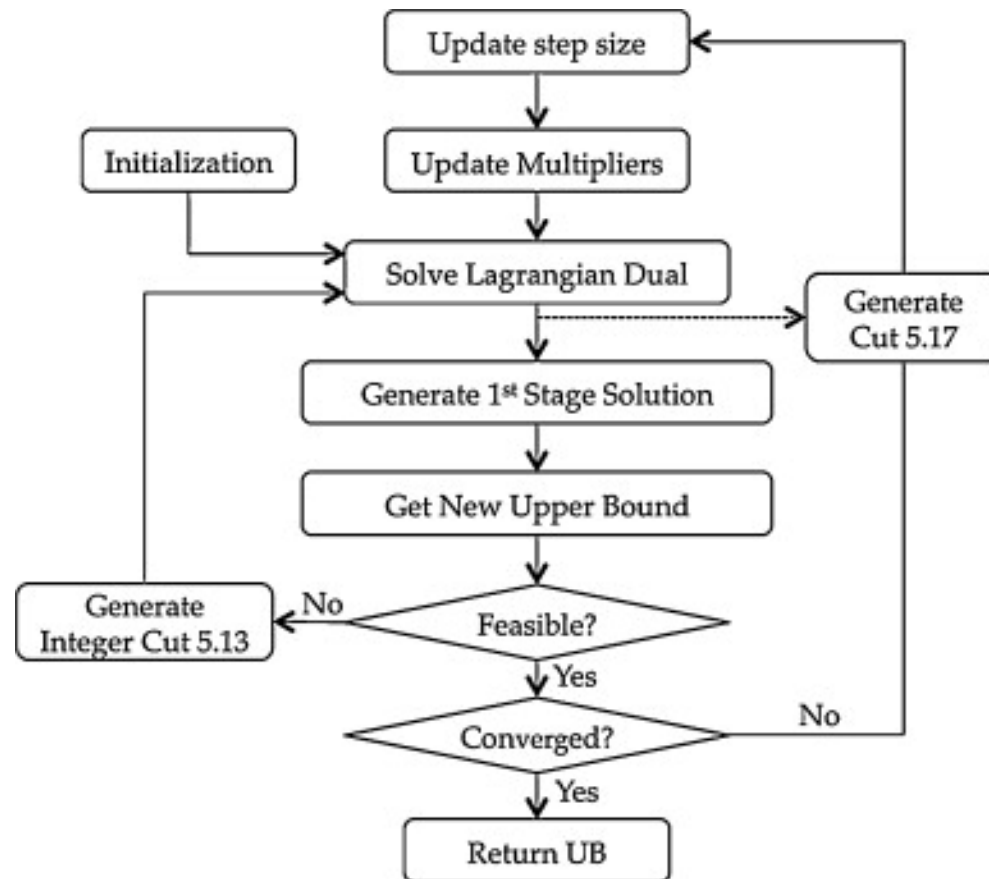 Update step size
Initialization
Update Multipliers
Solve Lagrangian Dual
Generate
Cut 5.17
Generate 1st Stage Solution
Get New Upper Bound
Generate
Integer Cut 5.13
No
Feasible?
Yes
No
Converged?
Yes
Return UB